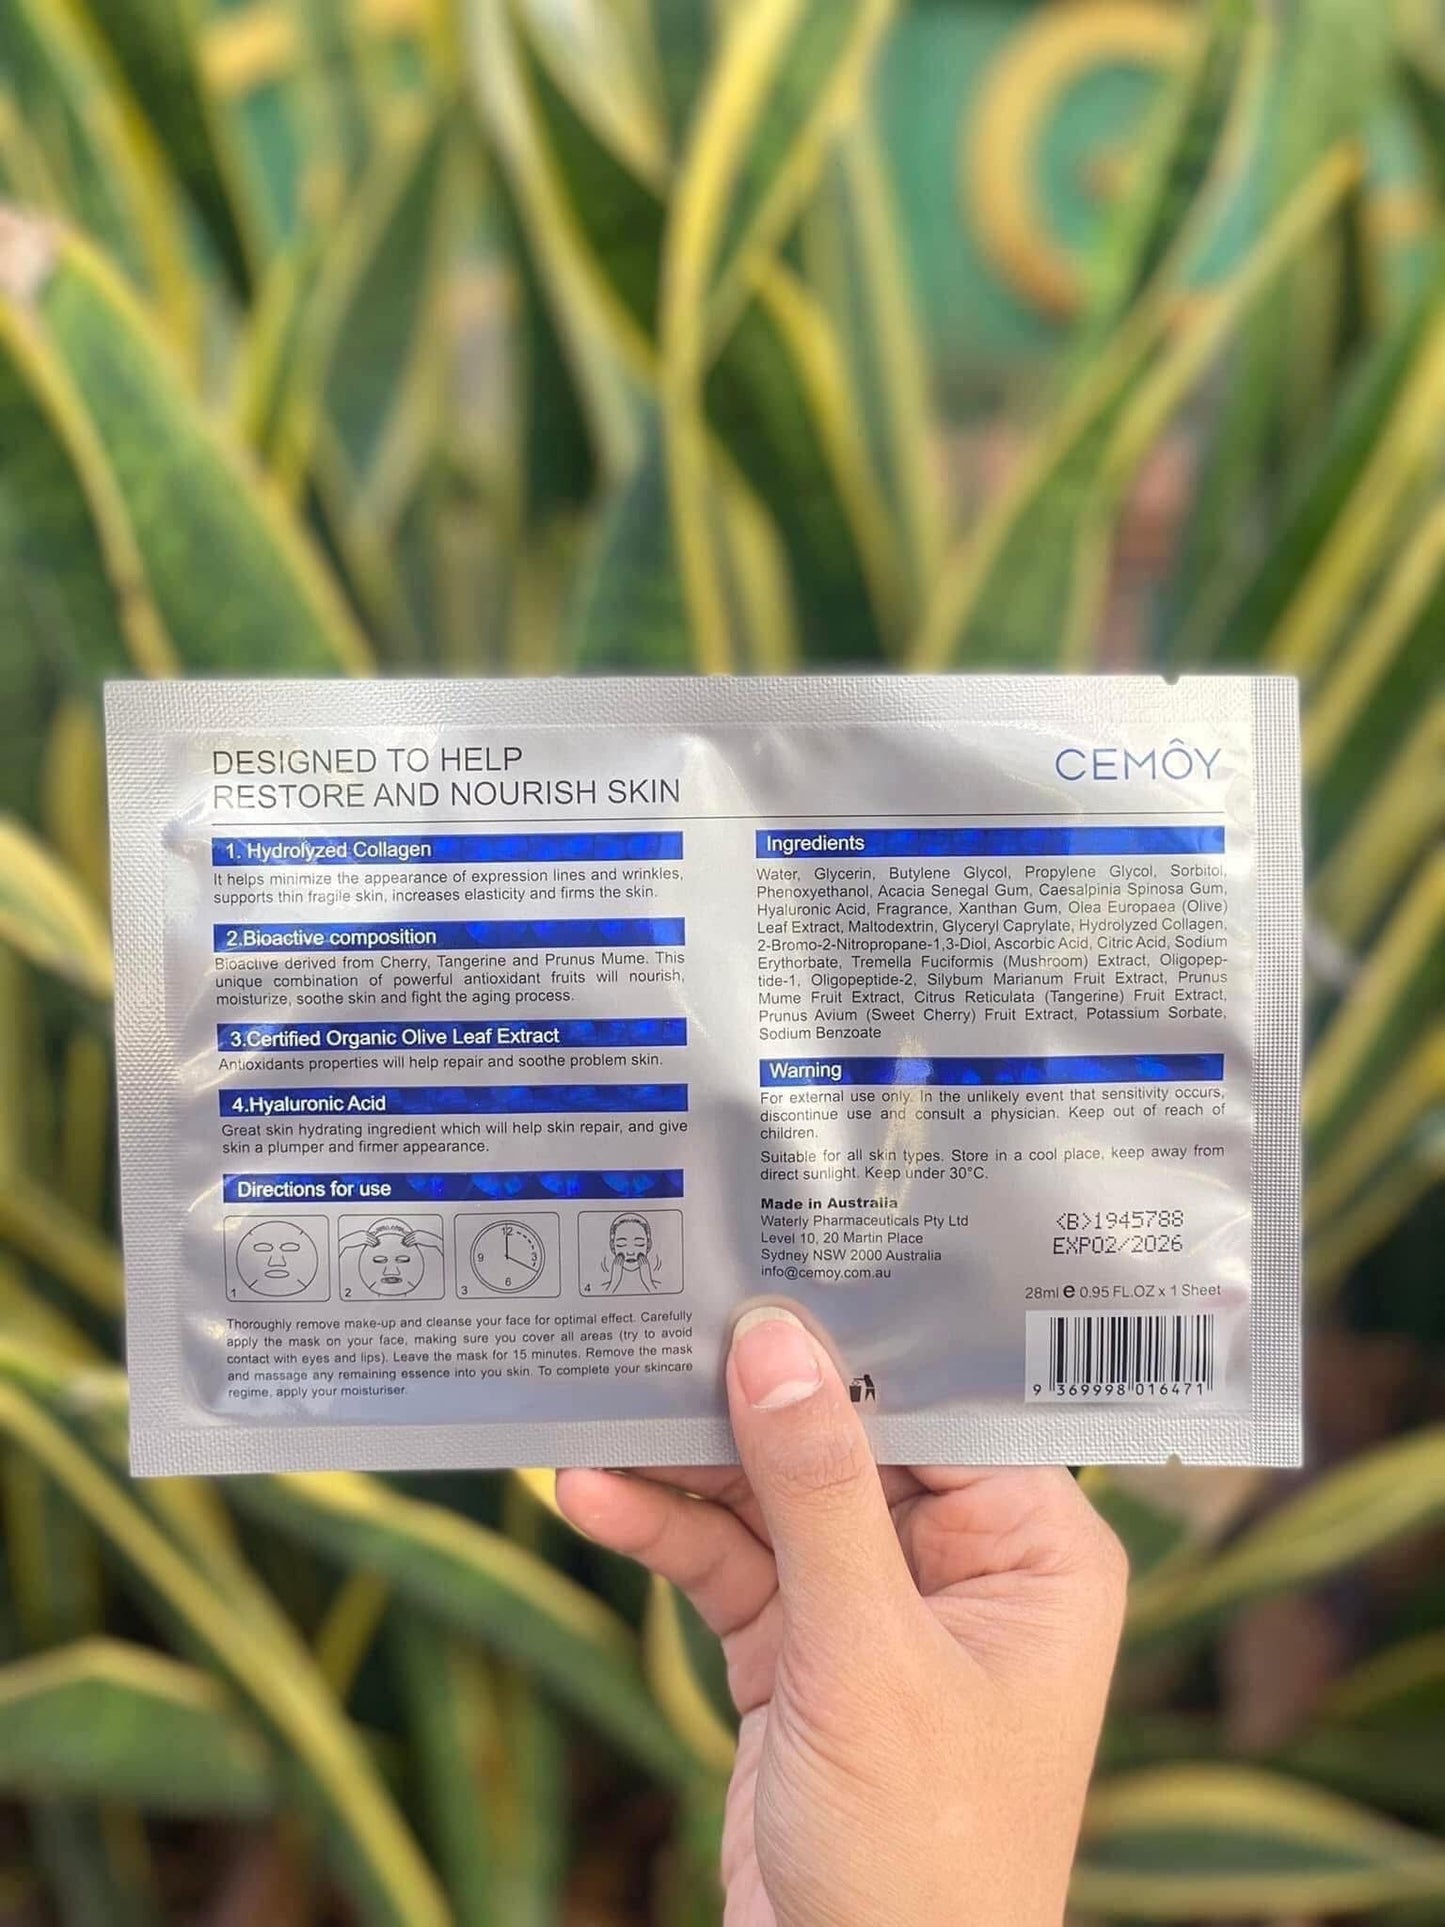 DESIGNED TO HELP
RESTORE AND NOURISH SKIN
CEMÔY
1. Hydrolyzed Collagen
It helps minimize the appearance of expression lines and wrinkles,
supports thin fragile skin, increases elasticity and firms the skin.
2.Bioactive composition
Bioactive derived from Cherry, Tangerine and Prunus Mume. This
unique combination of powerful antioxidant fruits will nourish,
moisturize, soothe skin and fight the aging process.
3.Certified Organic Olive Leaf Extract
Antioxidants properties will help repair and soothe problem skin.
4.Hyaluronic Acid
Great skin hydrating ingredient which will help skin repair, and give
skin a plumper and firmer appearance.
Directions for use
1
2
12
9
3
6
3
4
Thoroughly remove make-up and cleanse your face for optimal effect. Carefully
apply the mask on your face, making sure you cover all areas (try to avoid
contact with eyes and lips). Leave the mask for 15 minutes. Remove the mask
and massage any remaining essence into you skin. To complete your skincare
regime, apply your moisturiser.
Ingredients
Water, Glycerin, Butylene Glycol, Propylene Glycol, Sorbitol,
Phenoxyethanol, Acacia Senegal Gum, Caesalpinia Spinosa Gum,
Hyaluronic Acid, Fragrance, Xanthan Gum, Olea Europaea (Olive)
Leaf Extract, Maltodextrin, Glyceryl Caprylate, Hydrolyzed Collagen,
2-Bromo-2-Nitropropane-1,3-Diol, Ascorbic Acid, Citric Acid, Sodium
Erythorbate, Tremella Fuciformis (Mushroom) Extract, Oligopep-
tide-1, Oligopeptide-2, Silybum Marianum Fruit Extract, Prunus
Mume Fruit Extract, Citrus Reticulata (Tangerine) Fruit Extract,
Prunus Avium (Sweet Cherry) Fruit Extract, Potassium Sorbate,
Sodium Benzoate
Warning
For external use only. In the unlikely event that sensitivity occurs,
discontinue use and consult a physician. Keep out of reach of
children.
Suitable for all skin types. Store in a cool place, keep away from
direct sunlight. Keep under 30°C.
Made in Australia
Waterly Pharmaceuticals Pty Ltd
Level 10, 20 Martin Place
Sydney NSW 2000 Australia
info@cemoy.com.au
<B>1945788
EXP02/2026
28ml e 0.95 FL.OZ x 1 Sheet
9 369998 016471